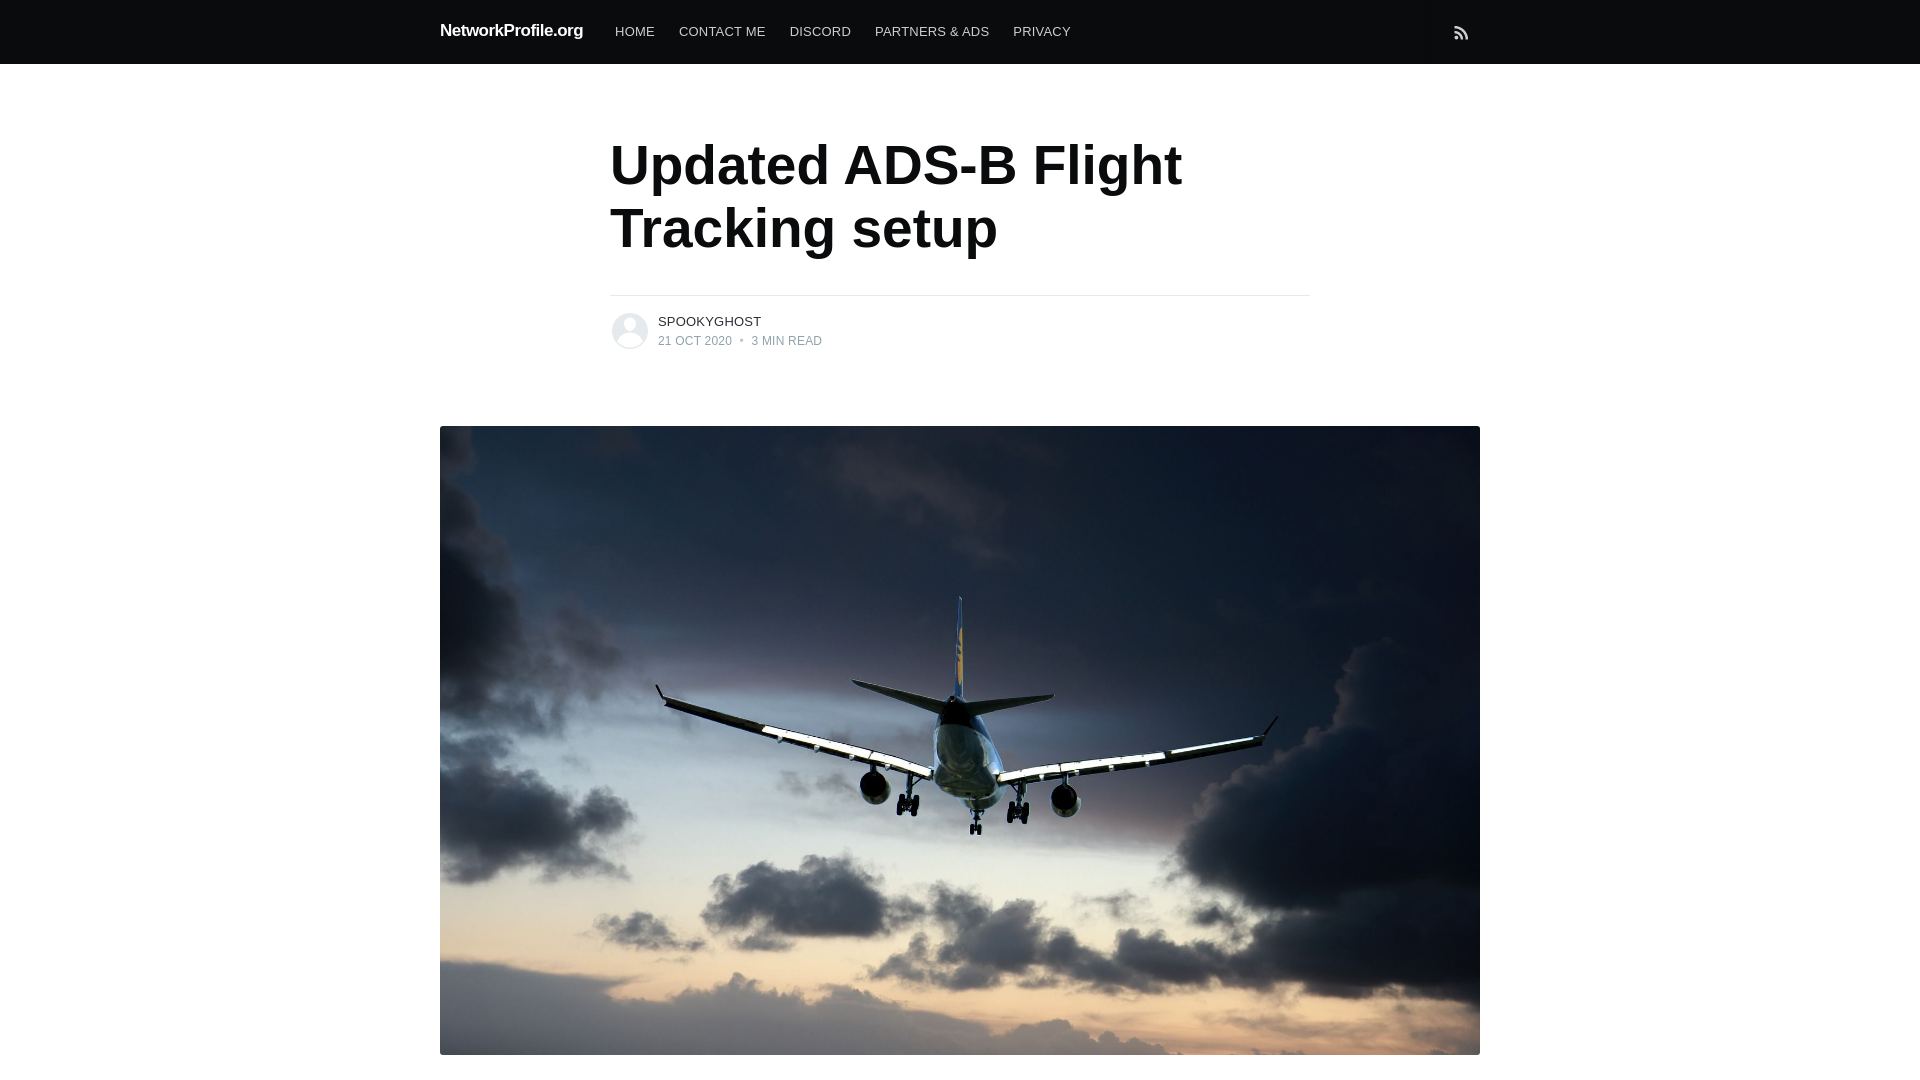 NetworkProfile.org
HOME CONTACT ME DISCORD PARTNERS & ADS PRIVACY
Updated ADS-B Flight
Tracking setup
SPOOKYGHOST
21 OCT 2020 • 3 MIN READ